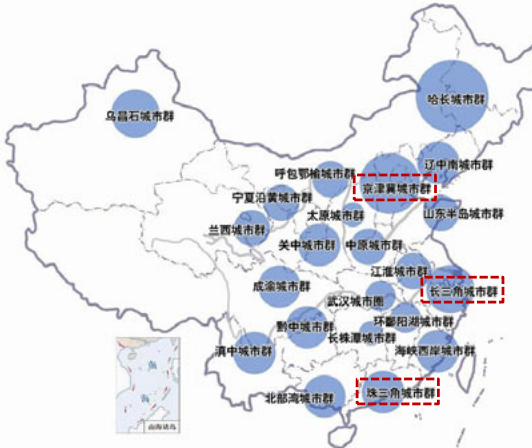 哈长城市群
乌昌石城市群
辽中南城市群
呼包鄂榆城市群
京津冀城市群
宁夏沿黄城市群
太原城市群
山东半岛城市群
兰西城市群
关中城市群
中原城市群
江淮城市群
成渝城市群
武汉城市圈
长三角城市群
黔中城市群
环鄱阳湖城市群
长株潭城市群
滇中城市群
海峡西岸城市群
北部湾城市群
珠三角城市群
南海诸岛